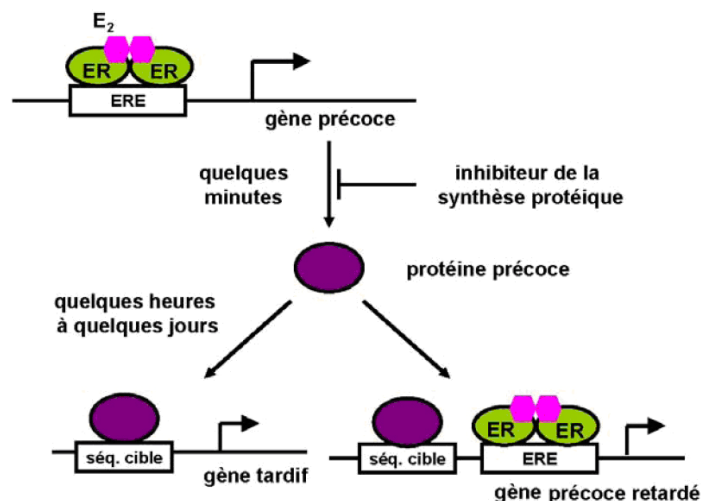 E2
ER ER
ERE
gène précoce
quelques
minutes
inhibiteur de la
synthèse protéique
protéine précoce
quelques heures
à quelques jours
séq. cible
gène tardif
séq. cible
ER ER
ERE
gène précoce retardé